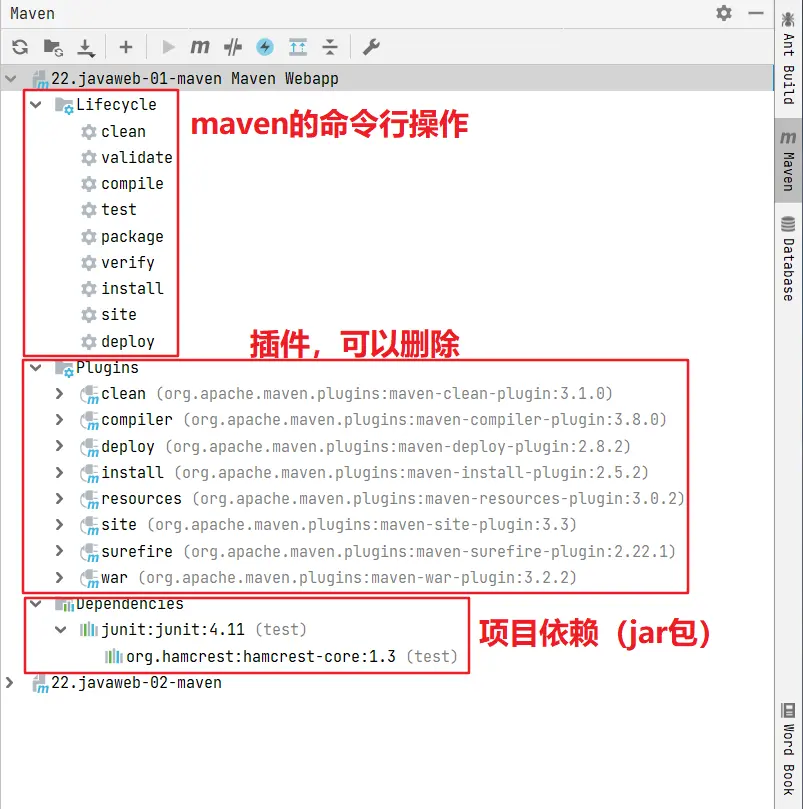 Maven
22.javaweb-01-maven Maven Webapp
Lifecycle
maven的命令行操作
clean
validate
compile
test
package
verify
install
site
deploy
插件，可以删除
Plugins
clean (org.apache.maven.plugins:maven-clean-plugin:3.1.0)
compiler (org.apache.maven.plugins:maven-compiler-plugin:3.8.0)
deploy (org.apache.maven.plugins:maven-deploy-plugin:2.8.2)
install (org.apache.maven.plugins:maven-install-plugin:2.5.2)
resources (org.apache.maven.plugins:maven-resources-plugin:3.0.2)
site (org.apache.maven.plugins:maven-site-plugin:3.3)
surefire (org.apache.maven.plugins:maven-surefire-plugin:2.22.1)
war (org.apache.maven.plugins:maven-war-plugin:3.2.2)
Dependencies
junit:junit:4.11 (test)
项目依赖（jar包）
org.hamcrest:hamcrest-core:1.3 (test)
22.javaweb-02-maven
Ant Build
Maven
Database
Word Book